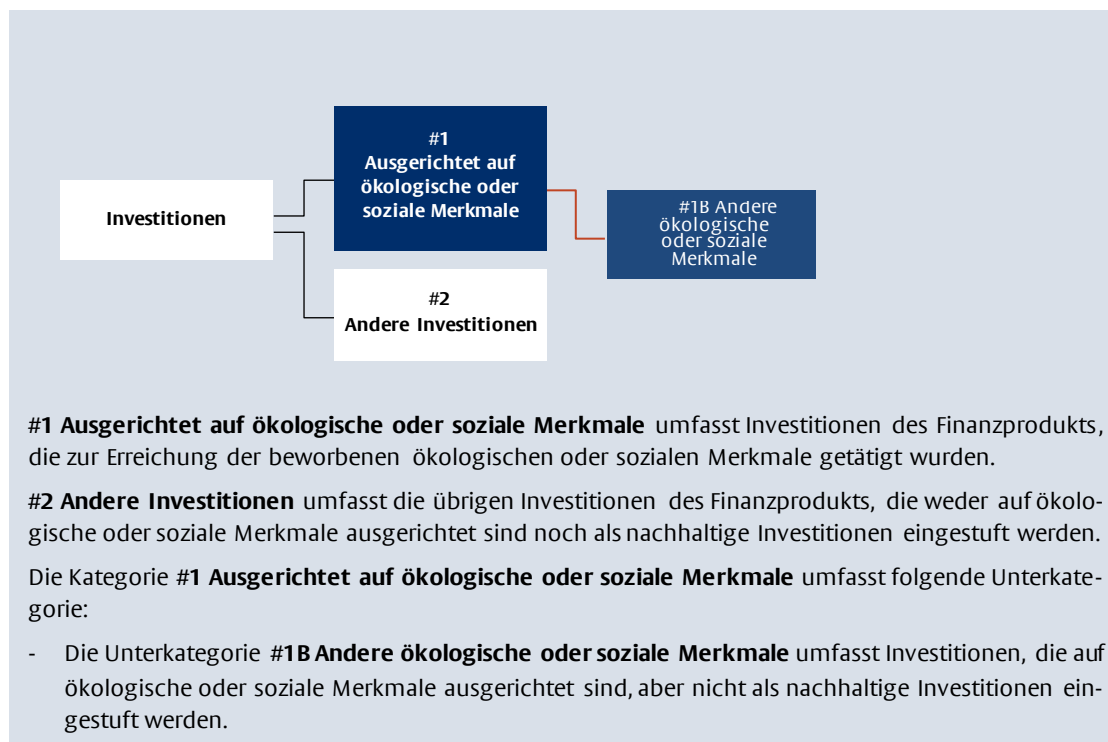 #1
Ausgerichtet auf
ökologische oder
soziale Merkmale
Investitionen
#1B Andere
ökologische
oder soziale
Merkmale
#2
Andere Investitionen
#1 Ausgerichtet auf ökologische oder soziale Merkmale umfasst Investitionen des Finanzprodukts,
die zur Erreichung der beworbenen ökologischen oder sozialen Merkmale getätigt wurden.
#2 Andere Investitionen umfasst die übrigen Investitionen des Finanzprodukts, die weder auf ökolo-
gische oder soziale Merkmale ausgerichtet sind noch als nachhaltige Investitionen eingestuft werden.
Die Kategorie #1 Ausgerichtet auf ökologische oder soziale Merkmale umfasst folgende Unterkate-
gorie:
- Die Unterkategorie #1B Andere ökologische oder soziale Merkmale umfasst Investitionen, die auf
ökologische oder soziale Merkmale ausgerichtet sind, aber nicht als nachhaltige Investitionen ein-
gestuft werden.